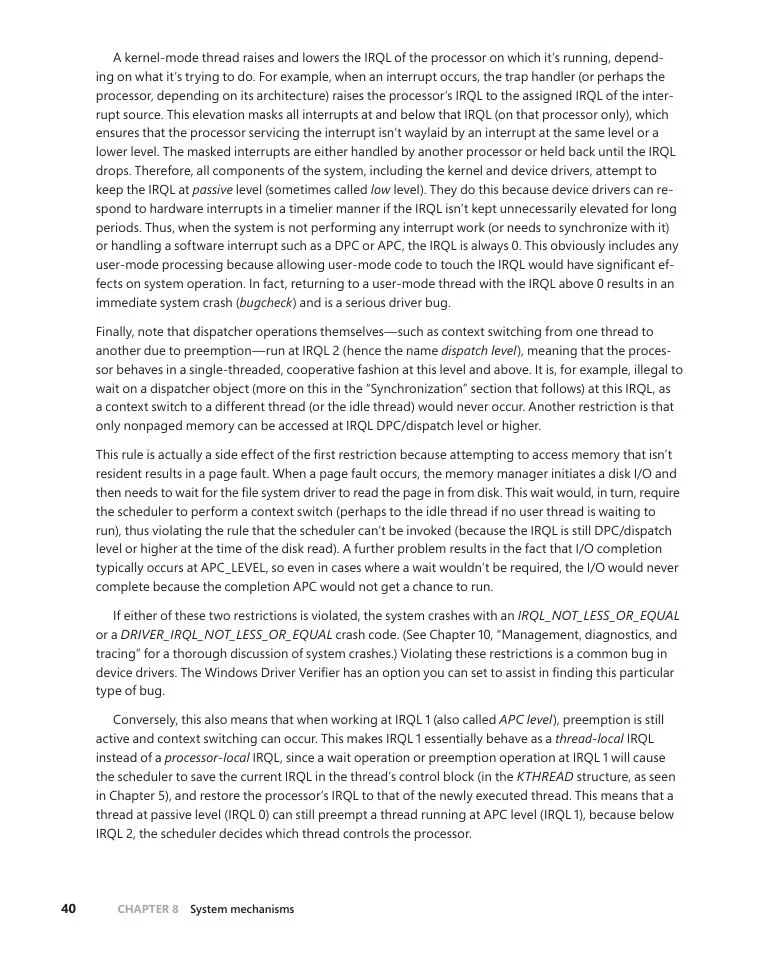 A kernel-mode thread raises and lowers the IRQL of the processor on which it's running, depend-
ing on what it's trying to do. For example, when an interrupt occurs, the trap handler (or perhaps the
processor, depending on its architecture) raises the processor's IRQL to the assigned IRQL of the inter-
rupt source. This elevation masks all interrupts at and below that IRQL (on that processor only), which
ensures that the processor servicing the interrupt isn't waylaid by an interrupt at the same level or a
lower level. The masked interrupts are either handled by another processor or held back until the IRQL
drops. Therefore, all components of the system, including the kernel and device drivers, attempt to
keep the IRQL at passive level (sometimes called low level). They do this because device drivers can re-
spond to hardware interrupts in a timelier manner if the IRQL isn't kept unnecessarily elevated for long
periods. Thus, when the system is not performing any interrupt work (or needs to synchronize with it)
or handling a software interrupt such as a DPC or APC, the IRQL is always 0. This obviously includes any
user-mode processing because allowing user-mode code to touch the IRQL would have significant ef-
fects on system operation. In fact, returning to a user-mode thread with the IRQL above 0 results in an
immediate system crash (bugcheck) and is a serious driver bug.
Finally, note that dispatcher operations themselves—such as context switching from one thread to
another due to preemption—run at IRQL 2 (hence the name dispatch level), meaning that the proces-
sor behaves in a single-threaded, cooperative fashion at this level and above. It is, for example, illegal to
wait on a dispatcher object (more on this in the "Synchronization" section that follows) at this IRQL, as
a context switch to a different thread (or the idle thread) would never occur. Another restriction is that
only nonpaged memory can be accessed at IRQL DPC/dispatch level or higher.
This rule is actually a side effect of the first restriction because attempting to access memory that isn't
resident results in a page fault. When a page fault occurs, the memory manager initiates a disk I/O and
then needs to wait for the file system driver to read the page in from disk. This wait would, in turn, require
the scheduler to perform a context switch (perhaps to the idle thread if no user thread is waiting to
run), thus violating the rule that the scheduler can't be invoked (because the IRQL is still DPC/dispatch
level or higher at the time of the disk read). A further problem results in the fact that I/O completion
typically occurs at APC_LEVEL, so even in cases where a wait wouldn't be required, the I/O would never
complete because the completion APC would not get a chance to run.
If either of these two restrictions is violated, the system crashes with an IRQL_NOT_LESS_OR_EQUAL
or a DRIVER_IRQL_NOT_LESS_OR_EQUAL crash code. (See Chapter 10, "Management, diagnostics, and
tracing" for a thorough discussion of system crashes.) Violating these restrictions is a common bug in
device drivers. The Windows Driver Verifier has an option you can set to assist in finding this particular
type of bug.
Conversely, this also means that when working at IRQL 1 (also called APC level), preemption is still
active and context switching can occur. This makes IRQL 1 essentially behave as a thread-local IRQL
instead of a processor-local IRQL, since a wait operation or preemption operation at IRQL 1 will cause
the scheduler to save the current IRQL in the thread's control block (in the KTHREAD structure, as seen
in Chapter 5), and restore the processor's IRQL to that of the newly executed thread. This means that a
thread at passive level (IRQL 0) can still preempt a thread running at APC level (IRQL 1), because below
IRQL 2, the scheduler decides which thread controls the processor.
40 CHAPTER 8 System mechanisms